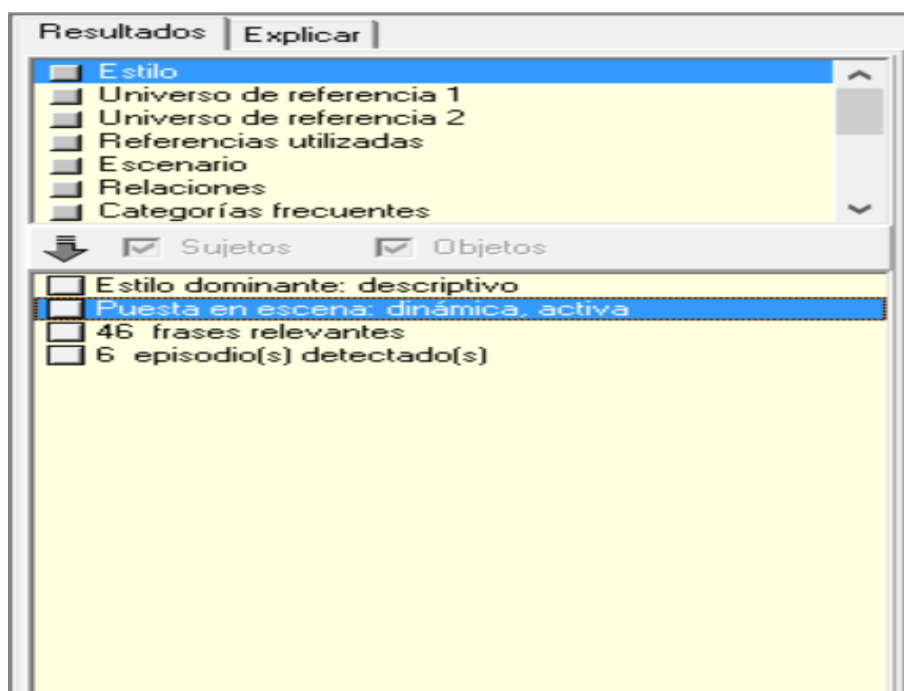 Resultados Explicar
Estilo
Universo de referencia 1
Universo de referencia 2
Referencias utilizadas
Escenario
Relaciones
Categorías frecuentes
Sujetos Objetos
Estilo dominante: descriptivo
Puesta en escena: dinámica, activa
46 frases relevantes
6 episodio(s) detectado(s)